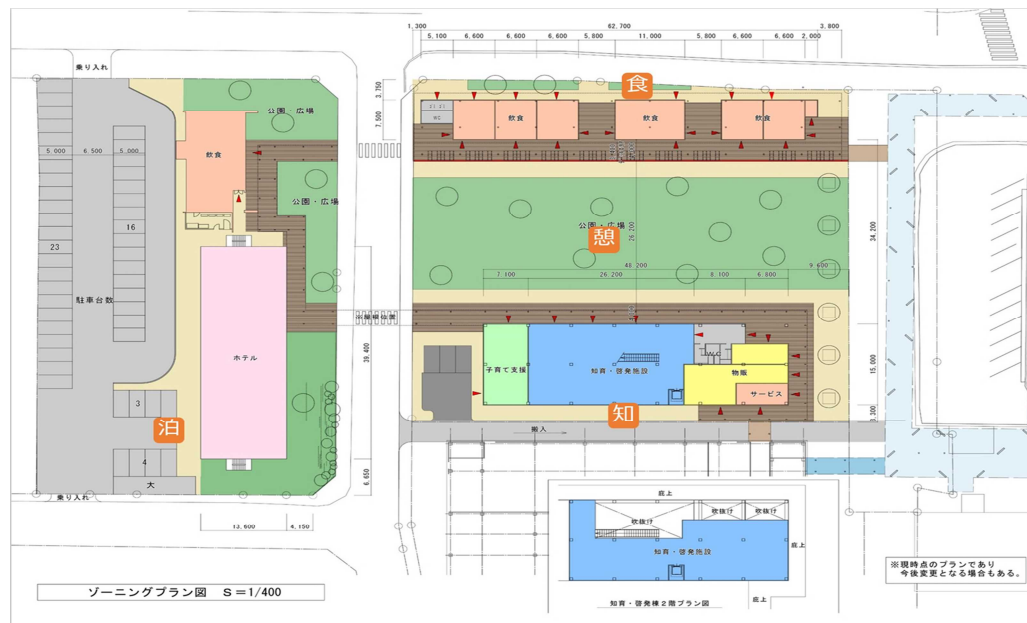 1,300
62,700
3,800
5,100
6,600
6,600
6,600
5,800
11,000
5,800
6,600
6,600
2,000
乗り入れ
食
3,750
7,500
公園・広場
飲食
WC
飲食
飲食
飲食
5,000
6,500
5,000
公園・広場
16
23
駐車台数
公園・広場
憩
26,200
34,200
48,200
9,600
7,100
26,200
8,100
6,800
ホテル
39,400
子育て支援
知育・啓発施設
WC
物販
サービス
15,000
3
泊
4
大
知
搬入
6,650
乗り入れ
13,600
4,150
庇上
吹抜け
吹抜け
吹抜け
知育・啓発施設
庇上
庇上
知育・啓発棟2階プラン図
ゾーニングプラン図 S=1/400
※現時点のプランであり
今後変更となる場合もある。